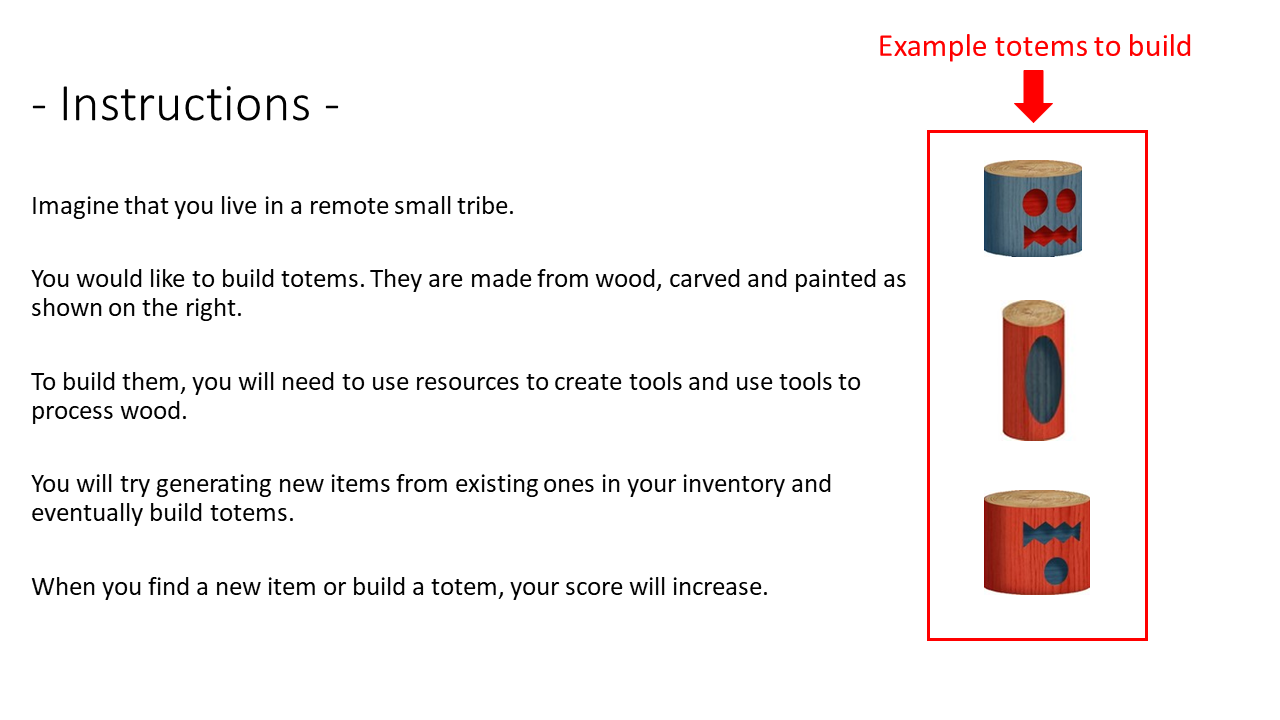 Example totems to build
- Instructions -
Imagine that you live in a remote small tribe.
You would like to build totems. They are made from wood, carved and painted as
shown on the right.
To build them, you will need to use resources to create tools and use tools to
process wood.
You will try generating new items from existing ones in your inventory and
eventually build totems.
When you find a new item or build a totem, your score will increase.